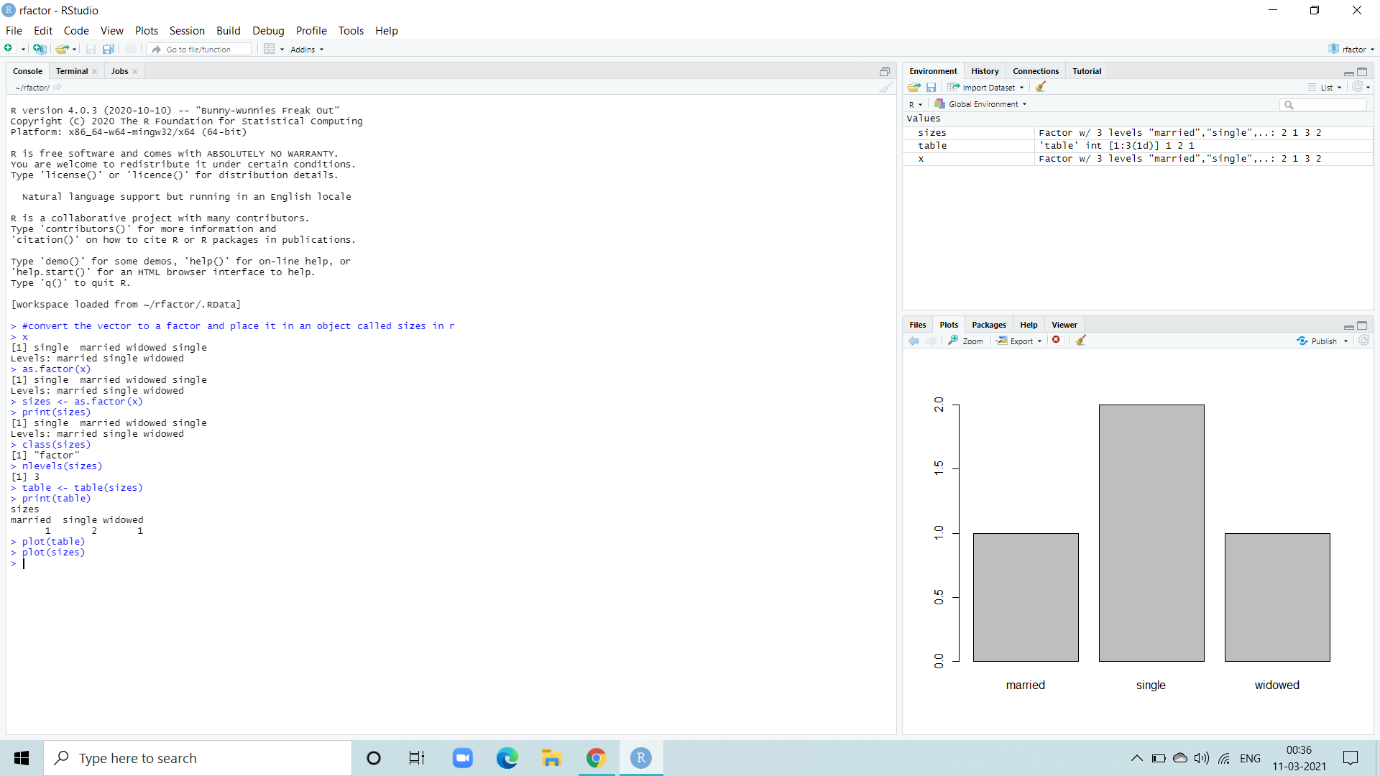 rfactor - RStudio
File Edit Code View Plots Session Build Debug Profile Tools Help
Go to file/function Addins rfactor
Console Terminal Jobs
~/rfactor/
R version 4.0.3 (2020-10-10) -- "Bunny-Wunnies Freak Out"
Copyright (C) 2020 The R Foundation for Statistical Computing
Platform: x86_64-w64-mingw32/x64 (64-bit)
R is free software and comes with ABSOLUTELY NO WARRANTY.
You are welcome to redistribute it under certain conditions.
Type 'license()' or 'licence()' for distribution details.
Natural language support but running in an English locale
R is a collaborative project with many contributors.
Type 'contributors()' for more information and
'citation()' on how to cite R or R packages in publications.
Type 'demo()' for some demos, 'help()' for on-line help, or
'help.start()' for an HTML browser interface to help.
Type 'q()' to quit R.
[Workspace loaded from ~/rfactor/.RData]
> #convert the vector to a factor and place it in an object called sizes in r
> x
[1] single  married widowed single
Levels: married single widowed
> as.factor(x)
[1] single  married widowed single
Levels: married single widowed
> sizes <- as.factor(x)
> print(sizes)
[1] single  married widowed single
Levels: married single widowed
> class(sizes)
[1] "factor"
> nlevels(sizes)
[1] 3
> table <- table(sizes)
> print(table)
sizes
married  single widowed
1 2 1
> plot(table)
> plot(sizes)
>
Environment History Connections Tutorial
Import Dataset List
R Global Environment
Values
sizes Factor w/ 3 levels "married","single",..: 2 1 3 2
table 'table' int [1:3(1d)] 1 2 1
x Factor w/ 3 levels "married","single",..: 2 1 3 2
Files Plots Packages Help Viewer
Zoom Export Publish
2.0
1.5
1.0
0.5
0.0
married single widowed
Type here to search
R
ENG
00:36
11-03-2021